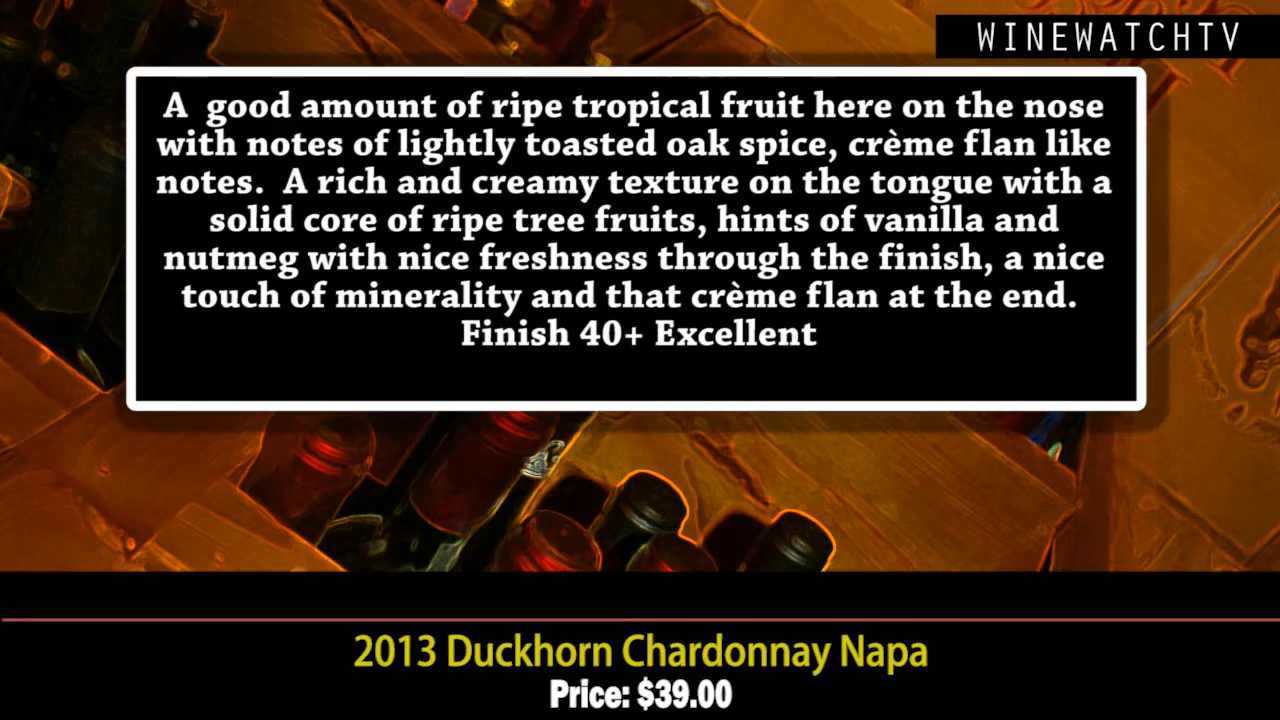 WINEWATCHTV
A  good amount of ripe tropical fruit here on the nose
with notes of lightly toasted oak spice, crème flan like
notes.  A rich and creamy texture on the tongue with a
solid core of ripe tree fruits, hints of vanilla and
nutmeg with nice freshness through the finish, a nice
touch of minerality and that crème flan at the end.
Finish 40+ Excellent
2013 Duckhorn Chardonnay Napa
Price: $39.00